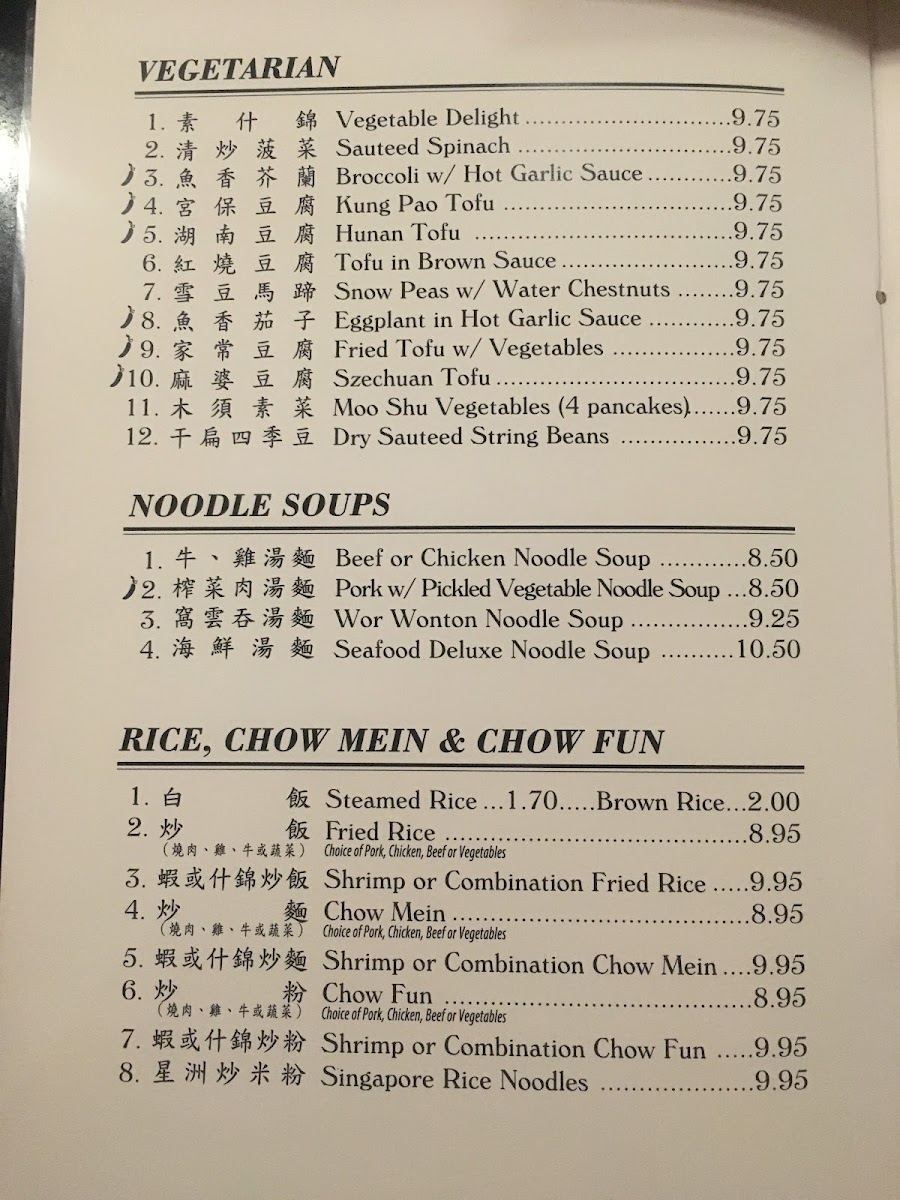 VEGETARIAN
1. 素什錦 Vegetable Delight..............................9.75
2. 清炒菠菜 Sauteed Spinach ..............................9.75
3. 魚香芥蘭 Broccoli w/ Hot Garlic Sauce............9.75
4. 宮保豆腐 Kung Pao Tofu ................................9.75
5. 湖南豆腐 Hunan Tofu ....................................9.75
6. 紅燒豆腐 Tofu in Brown Sauce........................9.75
7. 雪豆馬蹄 Snow Peas w/ Water Chestnuts ........9.75
8. 魚香茄子 Eggplant in Hot Garlic Sauce ............9.75
9. 家常豆腐 Fried Tofu w/ Vegetables .................9.75
10. 麻婆豆腐 Szechuan Tofu.................................9.75
11. 木須素菜 Moo Shu Vegetables (4 pancakes)......9.75
12. 干扁四季豆 Dry Sauteed String Beans ................9.75
NOODLE SOUPS
1. 牛、雞湯麵 Beef or Chicken Noodle Soup ............8.50
2. 榨菜肉湯麵 Pork w/ Pickled Vegetable Noodle Soup ...8.50
3. 窩雲吞湯麵 Wor Wonton Noodle Soup .................9.25
4. 海鮮湯麵 Seafood Deluxe Noodle Soup ..........10.50
RICE, CHOW MEIN & CHOW FUN
1. 白飯 Steamed Rice ...1.70.....Brown Rice...2.00
2. 炒飯 Fried Rice .........................................8.95
(燒肉、雞、牛或蔬菜) Choice of Pork, Chicken, Beef or Vegetables
3. 蝦或什錦炒飯 Shrimp or Combination Fried Rice .....9.95
4. 炒麵 Chow Mein ........................................8.95
(燒肉、雞、牛或蔬菜) Choice of Pork, Chicken, Beef or Vegetables
5. 蝦或什錦炒麵 Shrimp or Combination Chow Mein ....9.95
6. 炒粉 Chow Fun .........................................8.95
(燒肉、雞、牛或蔬菜) Choice of Pork, Chicken, Beef or Vegetables
7. 蝦或什錦炒粉 Shrimp or Combination Chow Fun .....9.95
8. 星洲炒米粉 Singapore Rice Noodles .....................9.95